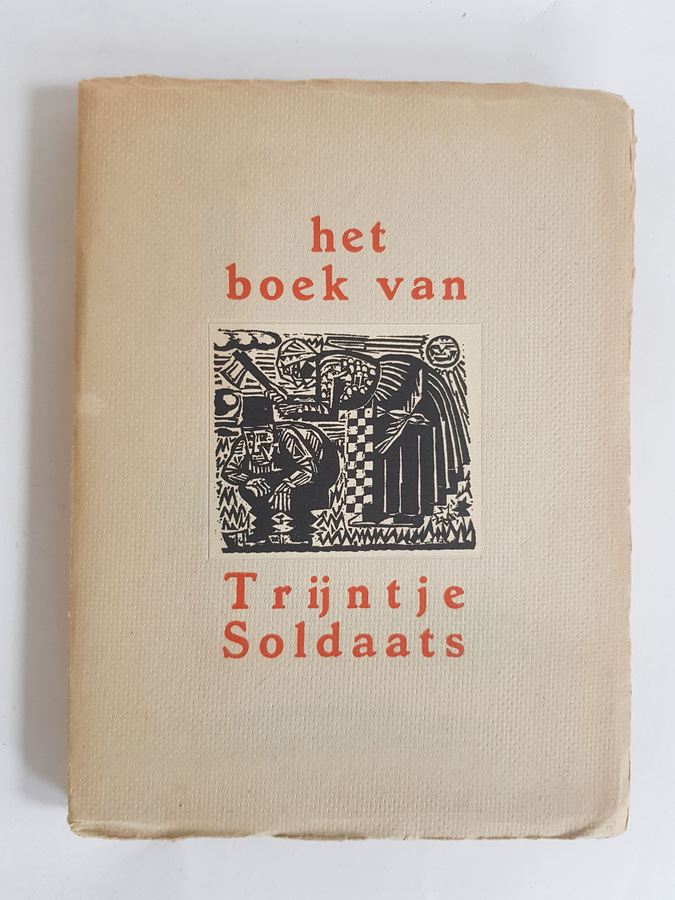 het
boek van
Trijntje
Soldaats